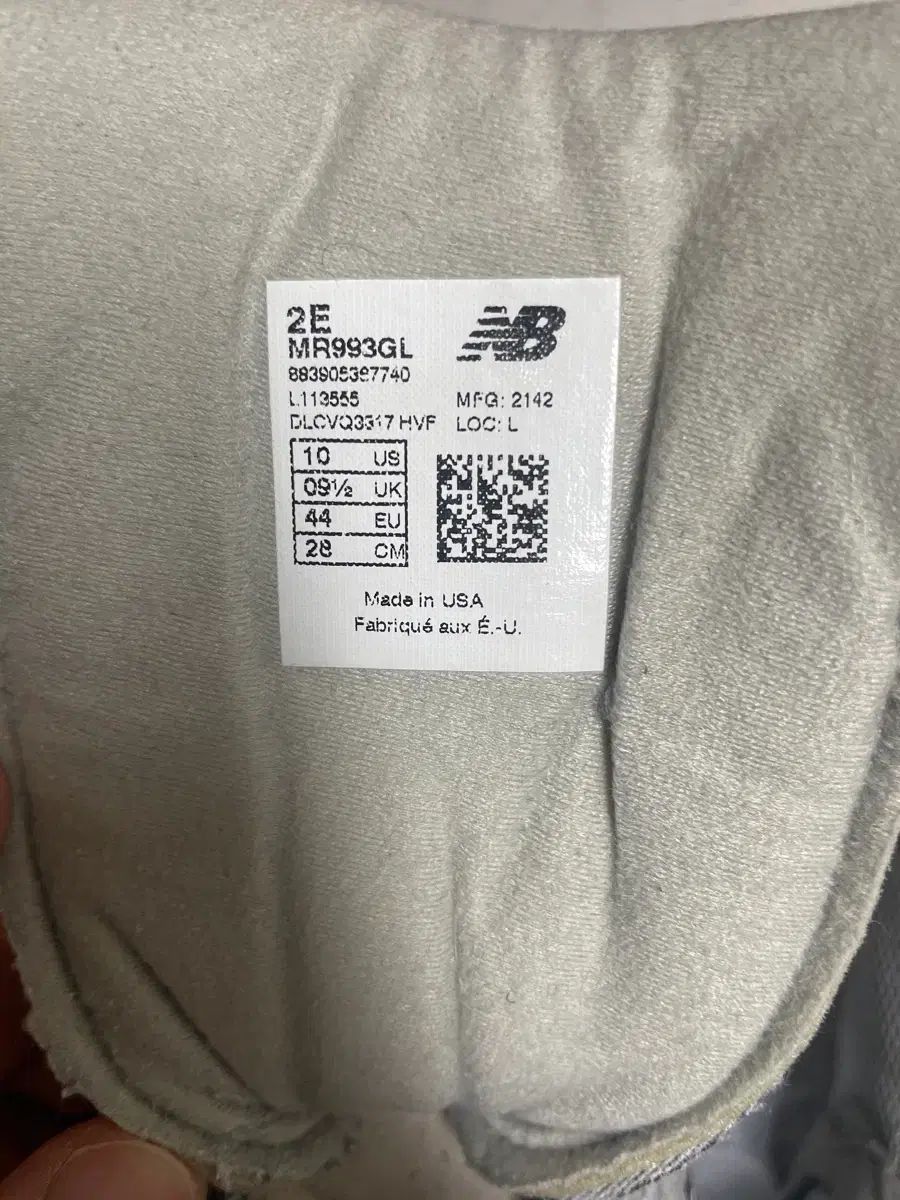 2E
NB
MR993GL
883905397740
L113555
MFG: 2142
DLCVQ3317 HVF
LOC: L
10 US
09½ UK
44 EU
28 CM
Made in USA
Fabriqué aux É.-U.